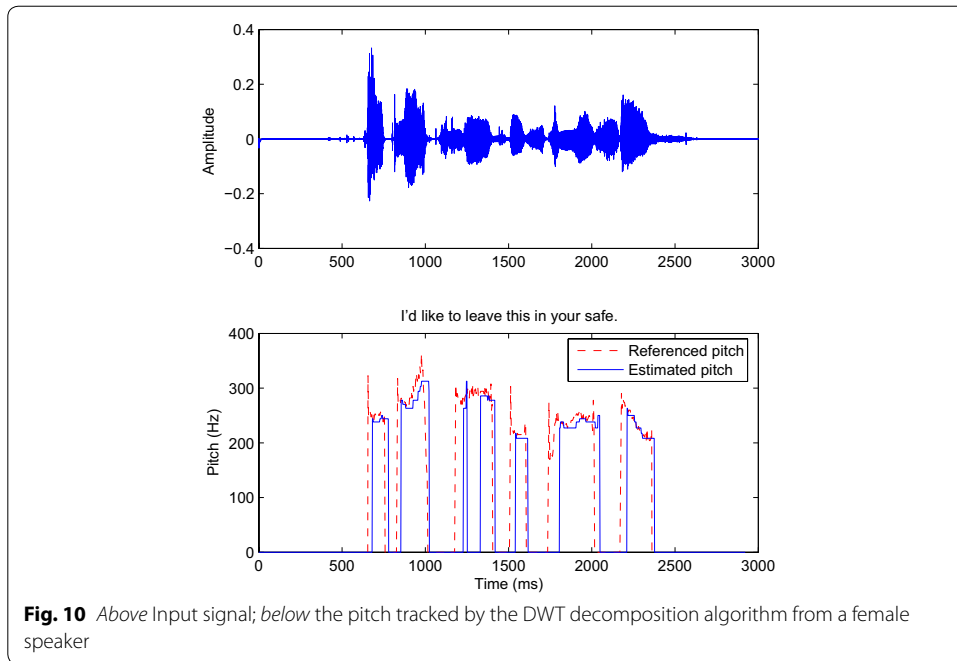 0.4
0.2
0
−0.2
−0.4
Amplitude
0 500 1000 1500 2000 2500 3000
I'd like to leave this in your safe.
400
300
200
100
0
Pitch (Hz)
Referenced pitch
Estimated pitch
0 500 1000 1500 2000 2500 3000
Time (ms)
Fig. 10 Above Input signal; below the pitch tracked by the DWT decomposition algorithm from a female
speaker